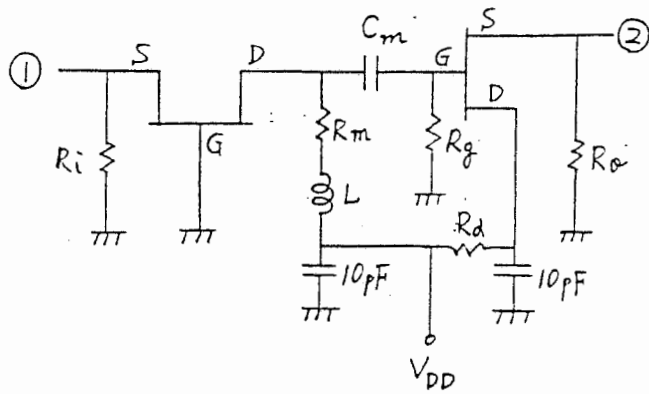 ① S D Cm G S ②
G D
Ri Rm Rg Ro
L Rd
10pF 10pF
VDD